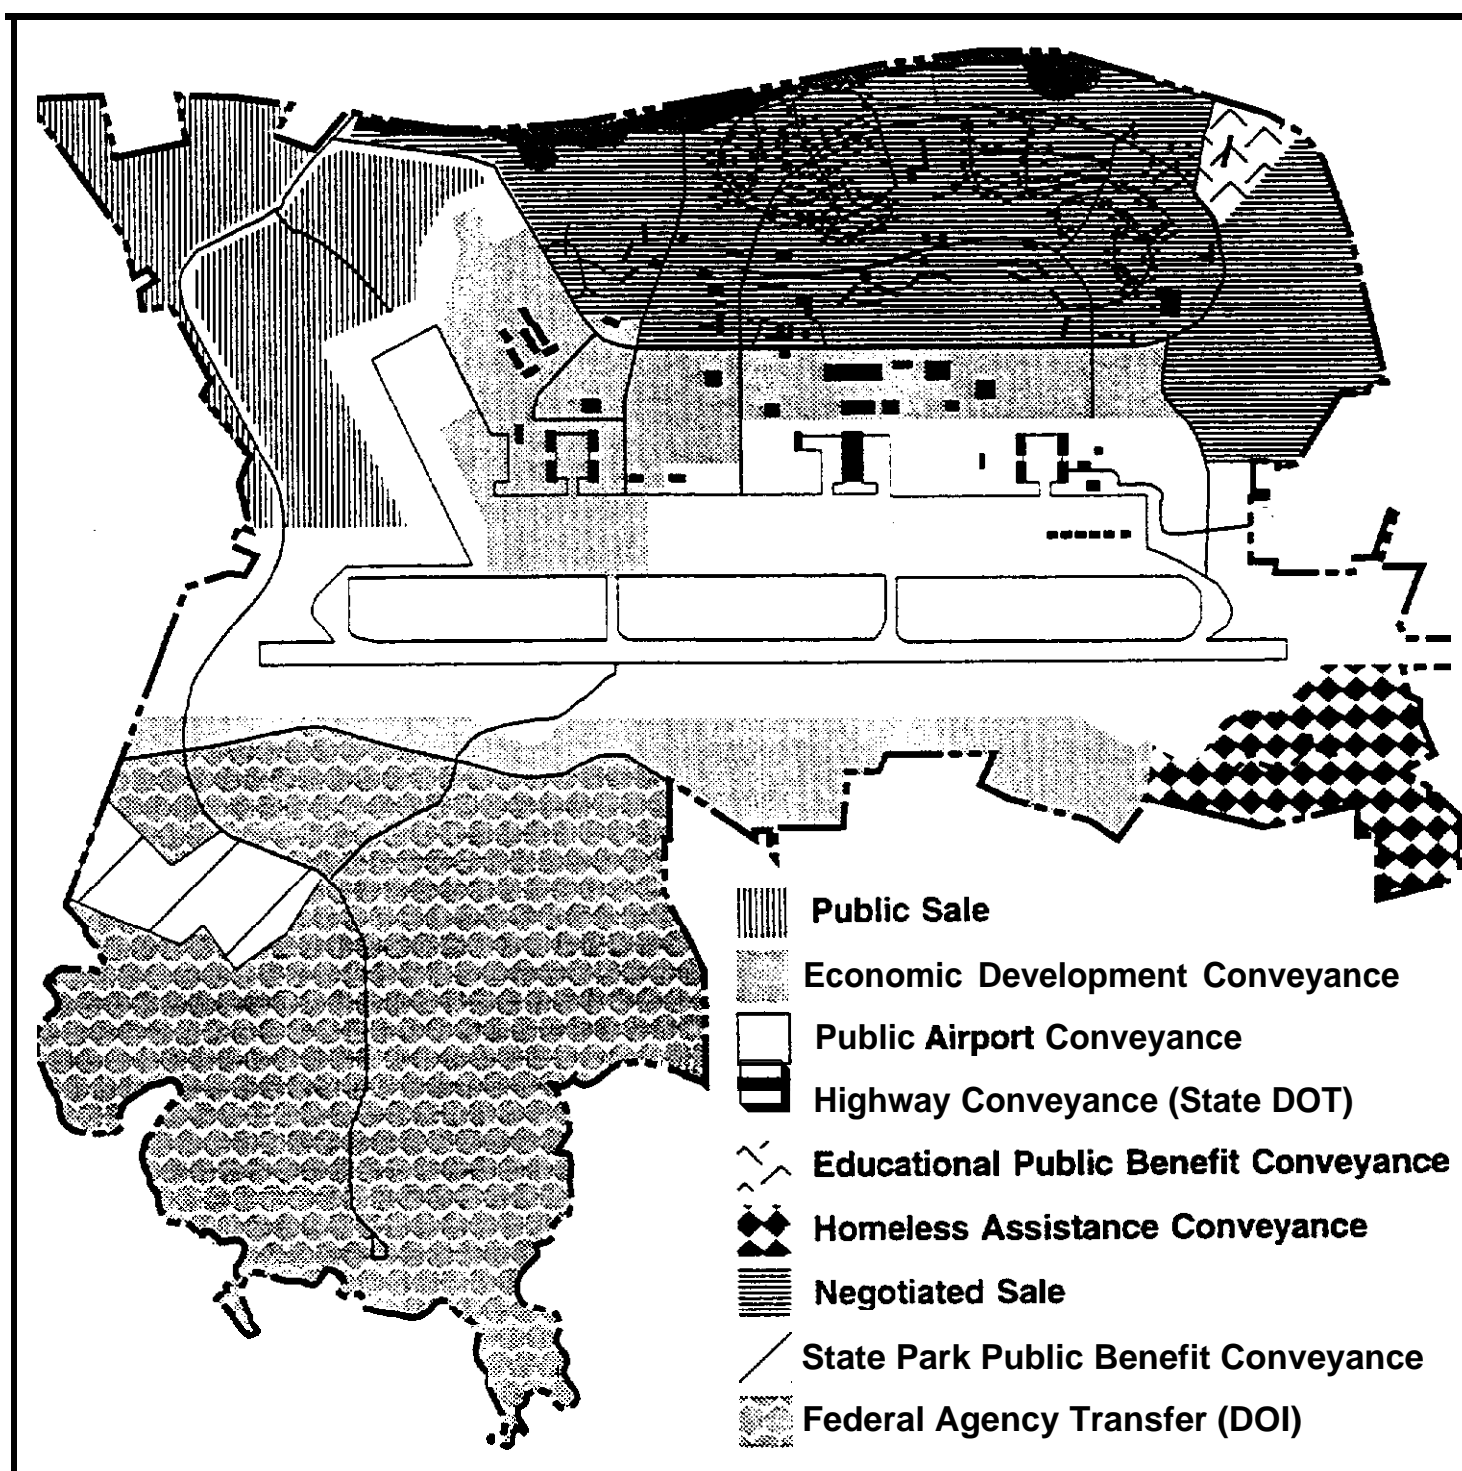 Public Sale
Economic Development Conveyance
Public Airport Conveyance
Highway Conveyance (State DOT)
Educational Public Benefit Conveyance
Homeless Assistance Conveyance
Negotiated Sale
State Park Public Benefit Conveyance
Federal Agency Transfer (DOI)